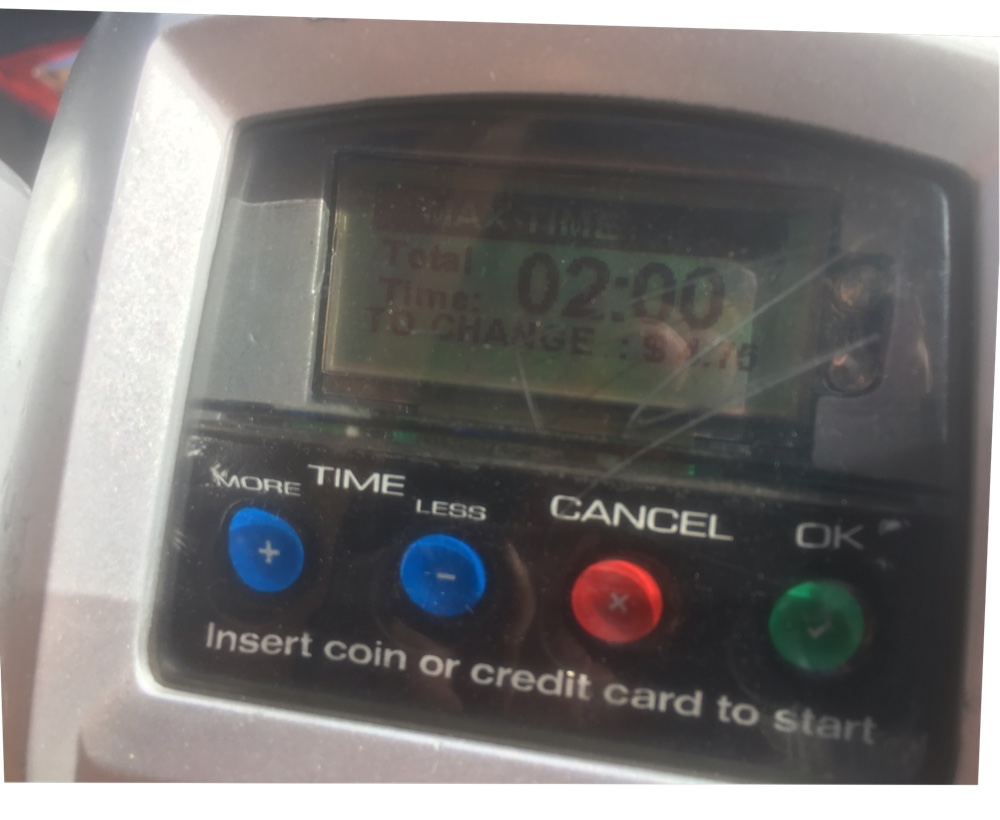 MAX TIME
Total
Time: 02:00
TO CHANGE : $
MORE TIME LESS CANCEL OK
+ - × ✓
Insert coin or credit card to start